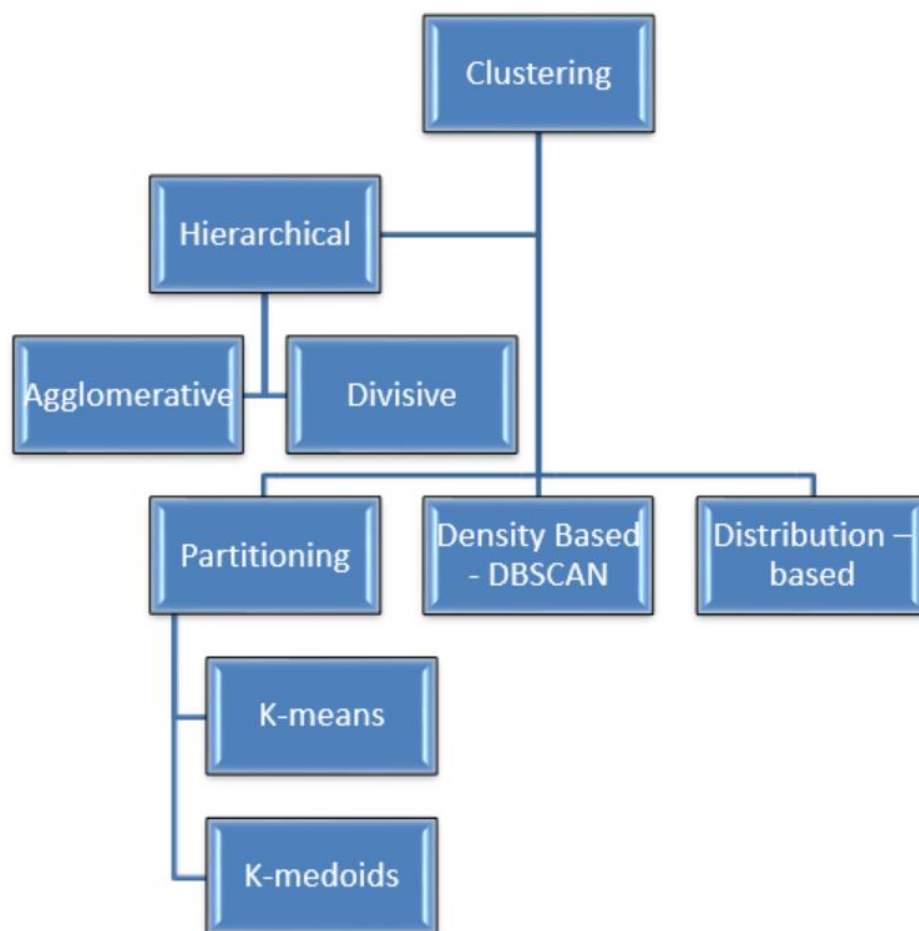 Clustering
Hierarchical
Agglomerative
Divisive
Partitioning
Density Based
- DBSCAN
Distribution –
based
K-means
K-medoids